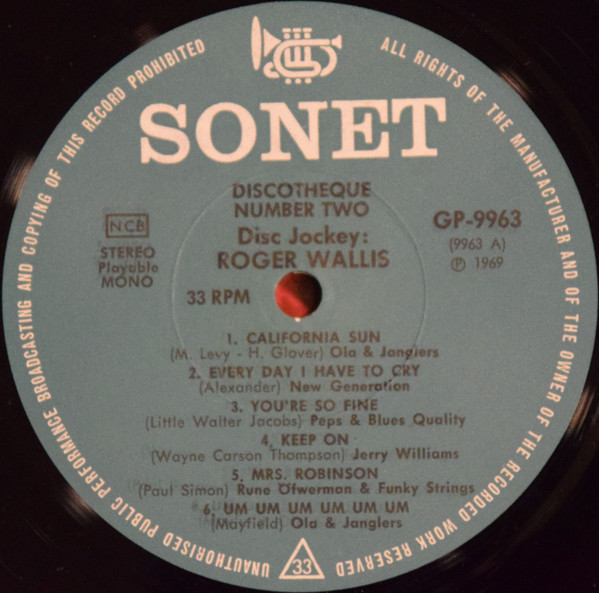 UNAUTHORISED PUBLIC PERFORMANCE BROADCASTING AND COPYING OF THIS RECORD PROHIBITED
ALL RIGHTS OF THE MANUFACTURER AND OF THE OWNER OF THE RECORDED WORK RESERVED
SONET
DISCOTHEQUE
NUMBER TWO
Disc Jockey:
ROGER WALLIS
NCB
STEREO
Playable
MONO
GP-9963
(9963 A)
Ⓟ 1969
33 RPM
1. CALIFORNIA SUN
(M. Levy - H. Glover) Ola & Janglers
2. EVERY DAY I HAVE TO CRY
(Alexander) New Generation
3. YOU'RE SO FINE
(Little Walter Jacobs) Peps & Blues Quality
4. KEEP ON
(Wayne Carson Thompson) Jerry Williams
5. MRS. ROBINSON
(Paul Simon) Rune Öfwerman & Funky Strings
6. UM UM UM UM UM UM
(Mayfield) Ola & Janglers
33